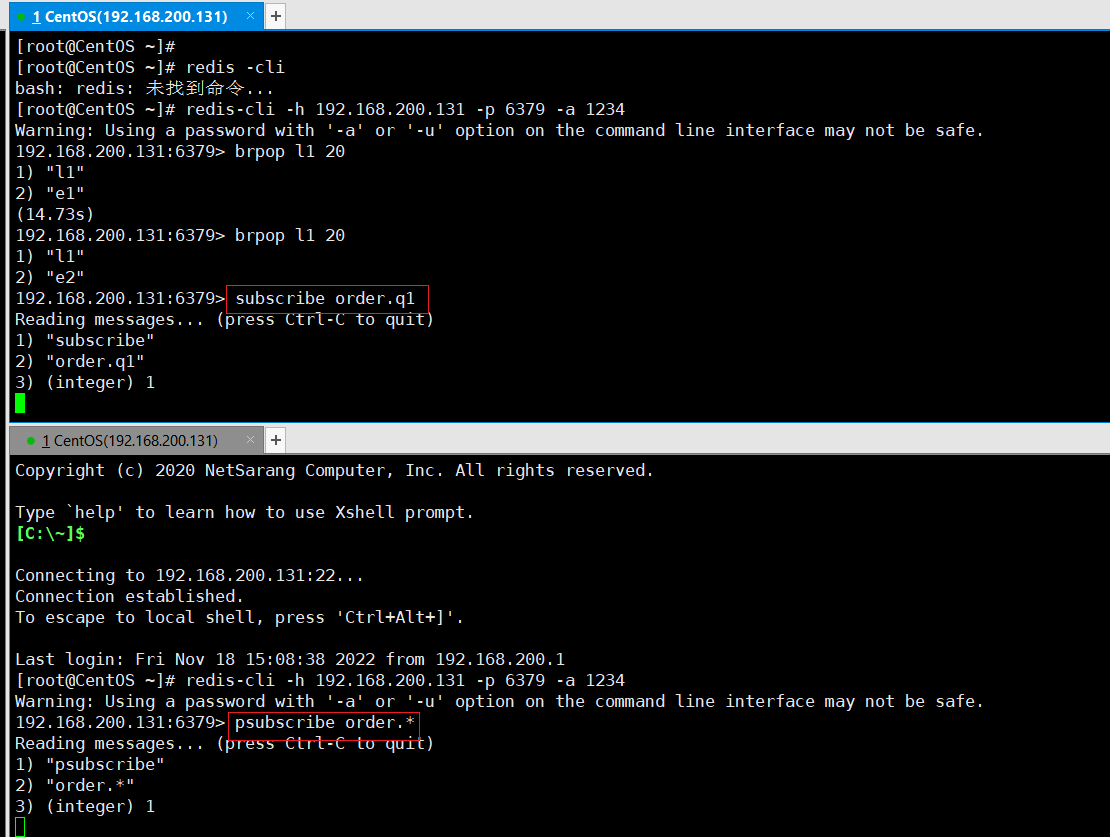 1 CentOS(192.168.200.131) × +
[root@CentOS ~]#
[root@CentOS ~]# redis -cli
bash: redis: 未找到命令...
[root@CentOS ~]# redis-cli -h 192.168.200.131 -p 6379 -a 1234
Warning: Using a password with '-a' or '-u' option on the command line interface may not be safe.
192.168.200.131:6379> brpop l1 20
1) "l1"
2) "e1"
(14.73s)
192.168.200.131:6379> brpop l1 20
1) "l1"
2) "e2"
192.168.200.131:6379> subscribe order.q1
Reading messages... (press Ctrl-C to quit)
1) "subscribe"
2) "order.q1"
3) (integer) 1
1 CentOS(192.168.200.131) × +
Copyright (c) 2020 NetSarang Computer, Inc. All rights reserved.
Type `help' to learn how to use Xshell prompt.
[C:\~]$
Connecting to 192.168.200.131:22...
Connection established.
To escape to local shell, press 'Ctrl+Alt+]'.
Last login: Fri Nov 18 15:08:38 2022 from 192.168.200.1
[root@CentOS ~]# redis-cli -h 192.168.200.131 -p 6379 -a 1234
Warning: Using a password with '-a' or '-u' option on the command line interface may not be safe.
192.168.200.131:6379> psubscribe order.*
Reading messages... (press Ctrl-C to quit)
1) "psubscribe"
2) "order.*"
3) (integer) 1